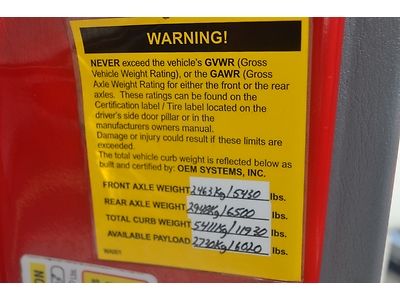 WARNING!
NEVER exceed the vehicle's GVWR (Gross
Vehicle Weight Rating), or the GAWR (Gross
Axle Weight Rating for either the front or the rear
axles. These ratings can be found on the
Certification label / Tire label located on the
driver's side door pillar or in the
manufacturers owners manual.
Damage or injury could result if these limits are
exceeded.
The total vehicle curb weight is reflected below as
built and certified by: OEM SYSTEMS, INC.
FRONT AXLE WEIGHT 2463Kg/5430 lbs.
REAR AXLE WEIGHT 2948Kg/6500 lbs.
TOTAL CURB WEIGHT 5411Kg/11930 lbs.
AVAILABLE PAYLOAD 2730Kg/6020 lbs.